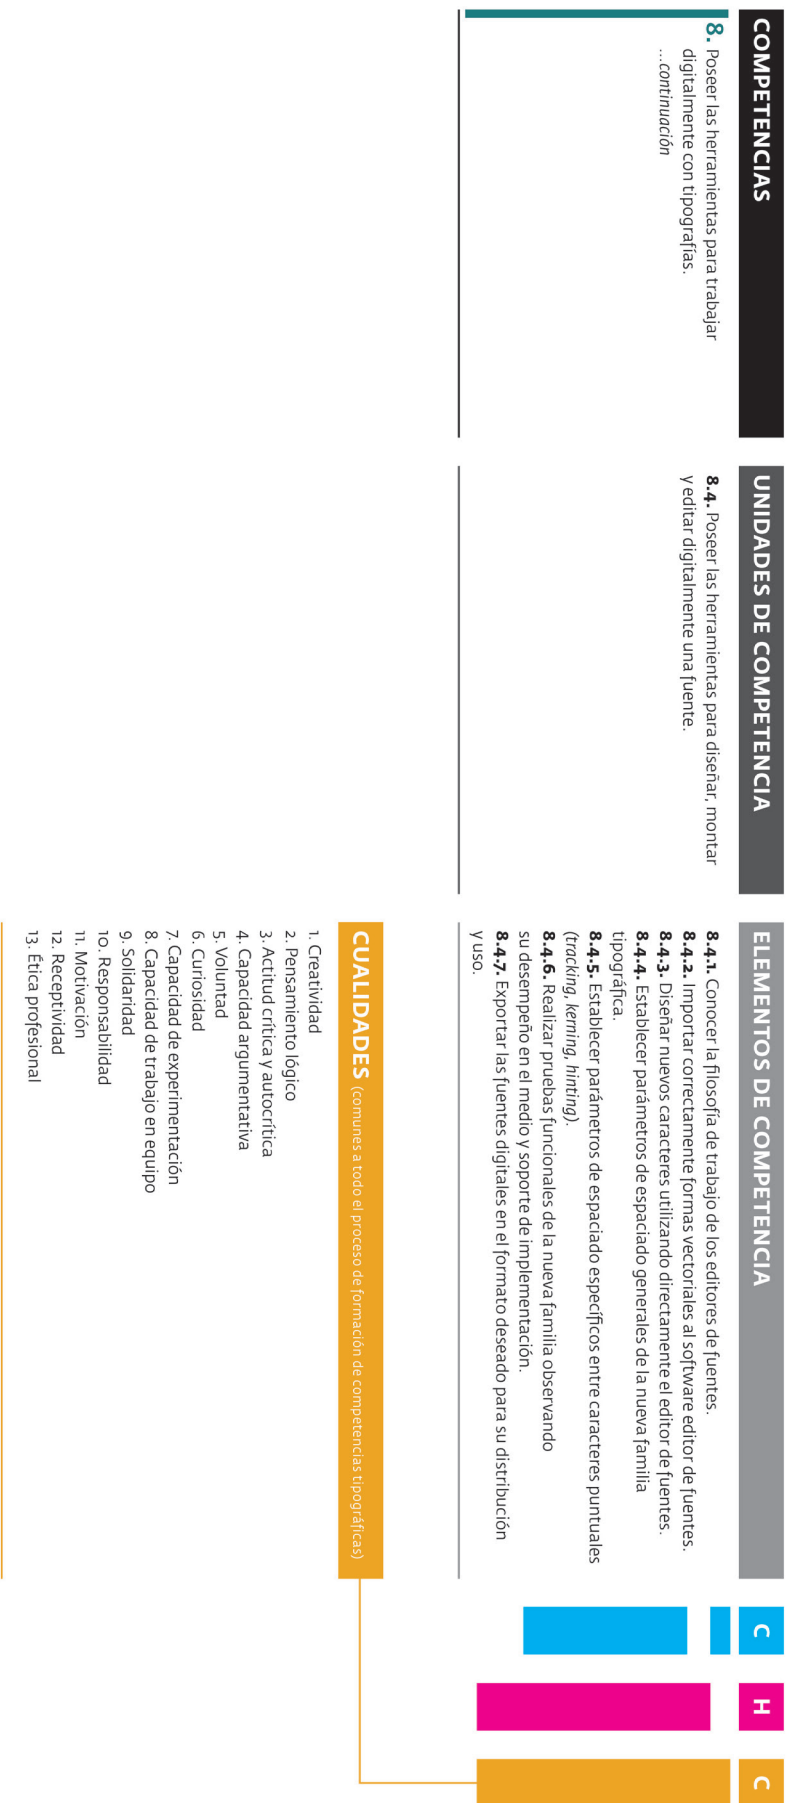 COMPETENCIAS
8. Poseer las herramientas para trabajar
digitalmente con tipografías.
...continuación
UNIDADES DE COMPETENCIA
8.4. Poseer las herramientas para diseñar, montar
y editar digitalmente una fuente.
ELEMENTOS DE COMPETENCIA
8.4.1. Conocer la filosofía de trabajo de los editores de fuentes.
8.4.2. Importar correctamente formas vectoriales al software editor de fuentes.
8.4.3. Diseñar nuevos caracteres utilizando directamente el editor de fuentes.
8.4.4. Establecer parámetros de espaciado generales de la nueva familia
tipográfica.
8.4.5. Establecer parámetros de espaciado específicos entre caracteres puntuales
(tracking, kerning, hinting).
8.4.6. Realizar pruebas funcionales de la nueva familia observando
su desempeño en el medio y soporte de implementación.
8.4.7. Exportar las fuentes digitales en el formato deseado para su distribución
y uso.
C
H
C
CUALIDADES (comunes a todo el proceso de formación de competencias tipográficas)
1. Creatividad
2. Pensamiento lógico
3. Actitud crítica y autocrítica
4. Capacidad argumentativa
5. Voluntad
6. Curiosidad
7. Capacidad de experimentación
8. Capacidad de trabajo en equipo
9. Solidaridad
10. Responsabilidad
11. Motivación
12. Receptividad
13. Ética profesional